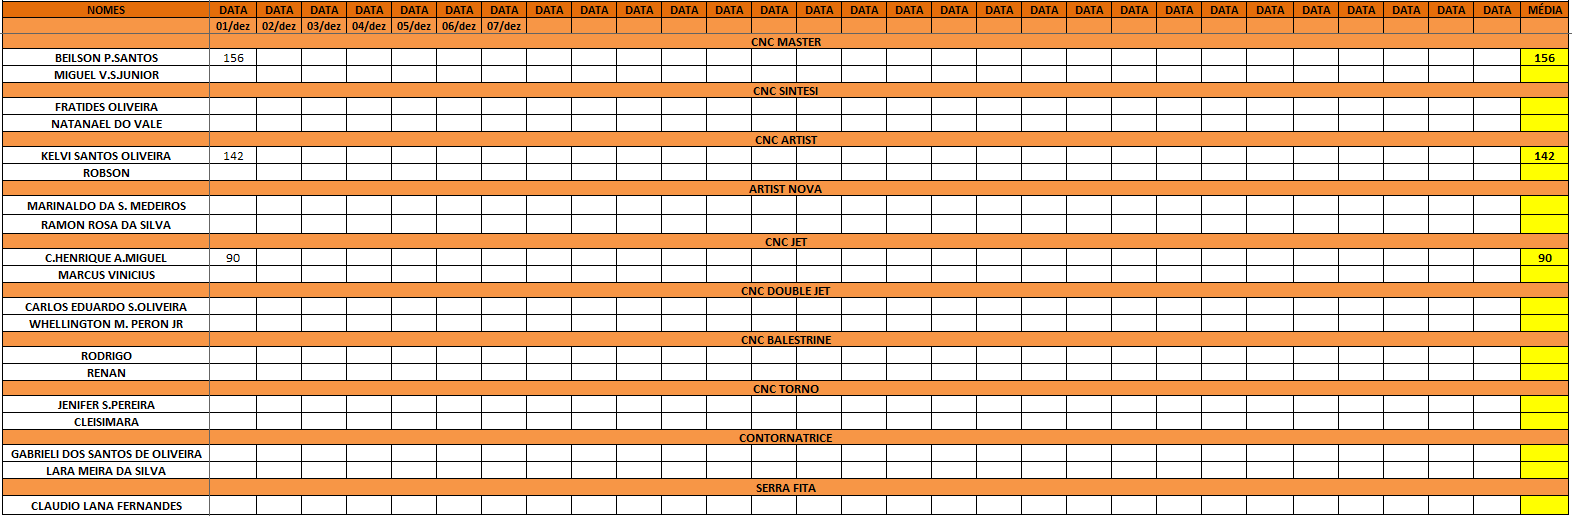 NOMES DATA DATA DATA DATA DATA DATA DATA DATA DATA DATA DATA DATA DATA DATA DATA DATA DATA DATA DATA DATA DATA DATA DATA DATA DATA DATA DATA DATA DATA MÉDIA
01/dez 02/dez 03/dez 04/dez 05/dez 06/dez 07/dez
CNC MASTER
BEILSON P.SANTOS 156 156
MIGUEL V.S.JUNIOR
CNC SINTESI
FRATIDES OLIVEIRA
NATANAEL DO VALE
CNC ARTIST
KELVI SANTOS OLIVEIRA 142 142
ROBSON
ARTIST NOVA
MARINALDO DA S. MEDEIROS
RAMON ROSA DA SILVA
CNC JET
C.HENRIQUE A.MIGUEL 90 90
MARCUS VINICIUS
CNC DOUBLE JET
CARLOS EDUARDO S.OLIVEIRA
WHELLINGTON M. PERON JR
CNC BALESTRINE
RODRIGO
RENAN
CNC TORNO
JENIFER S.PEREIRA
CLEISIMARA
CONTORNATRICE
GABRIELI DOS SANTOS DE OLIVEIRA
LARA MEIRA DA SILVA
SERRA FITA
CLAUDIO LANA FERNANDES